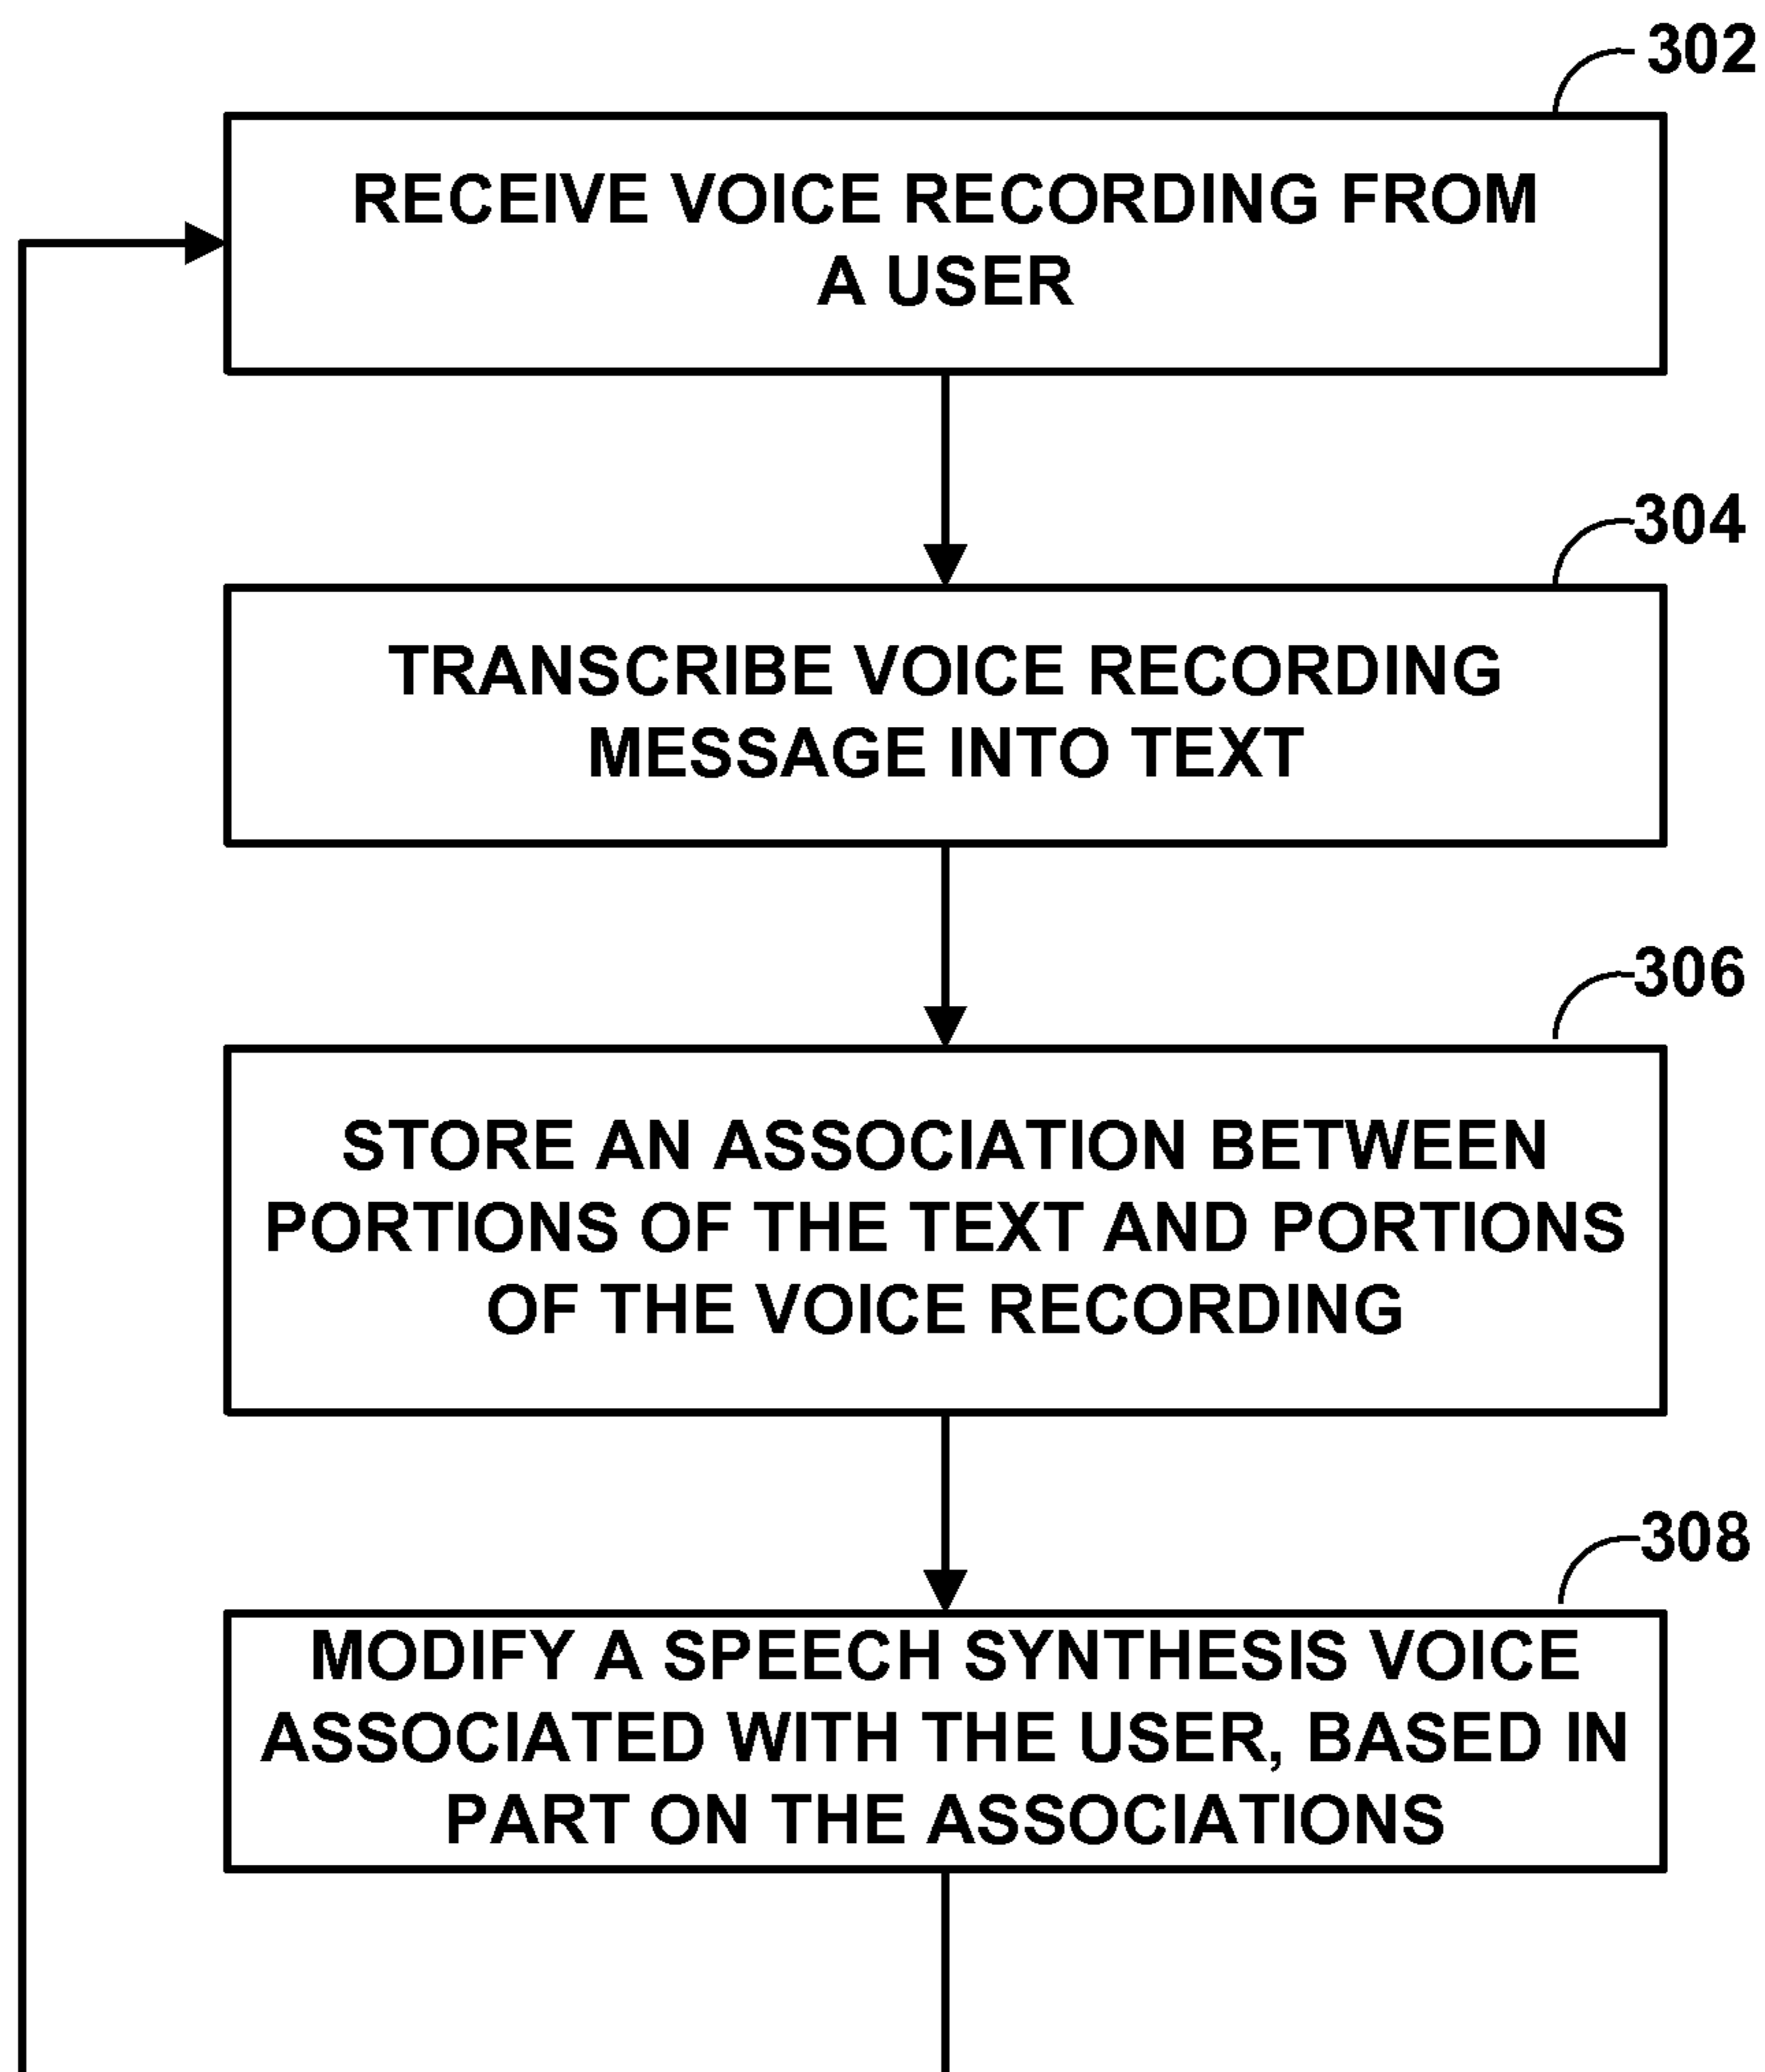 302
RECEIVE VOICE RECORDING FROM
A USER
304
TRANSCRIBE VOICE RECORDING
MESSAGE INTO TEXT
306
STORE AN ASSOCIATION BETWEEN
PORTIONS OF THE TEXT AND PORTIONS
OF THE VOICE RECORDING
308
MODIFY A SPEECH SYNTHESIS VOICE
ASSOCIATED WITH THE USER, BASED IN
PART ON THE ASSOCIATIONS